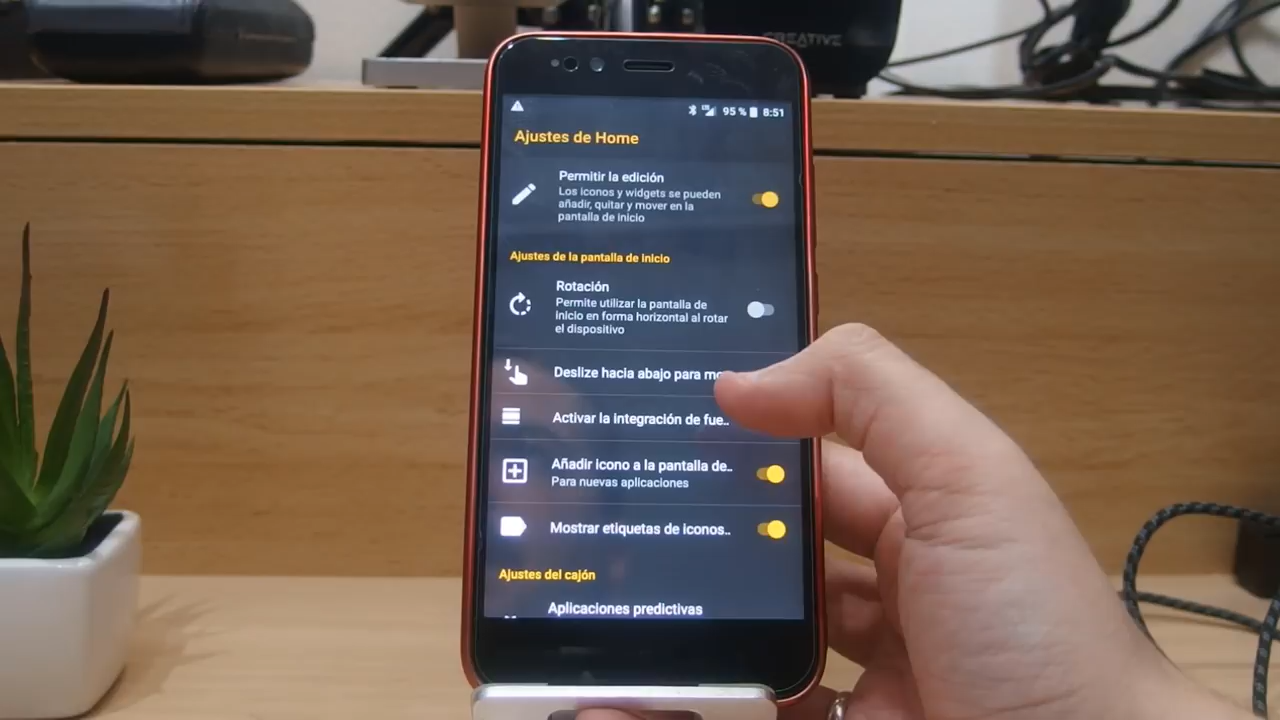 CREATIVE
95 % 8:51
Ajustes de Home
Permitir la edición
Los iconos y widgets se pueden
añadir, quitar y mover en la
pantalla de inicio
Ajustes de la pantalla de inicio
Rotación
Permite utilizar la pantalla de
inicio en forma horizontal al rotar
el dispositivo
Deslize hacia abajo para
Activar la integración de fue..
Añadir icono a la pantalla de..
Para nuevas aplicaciones
Mostrar etiquetas de iconos..
Ajustes del cajón
Aplicaciones predictivas